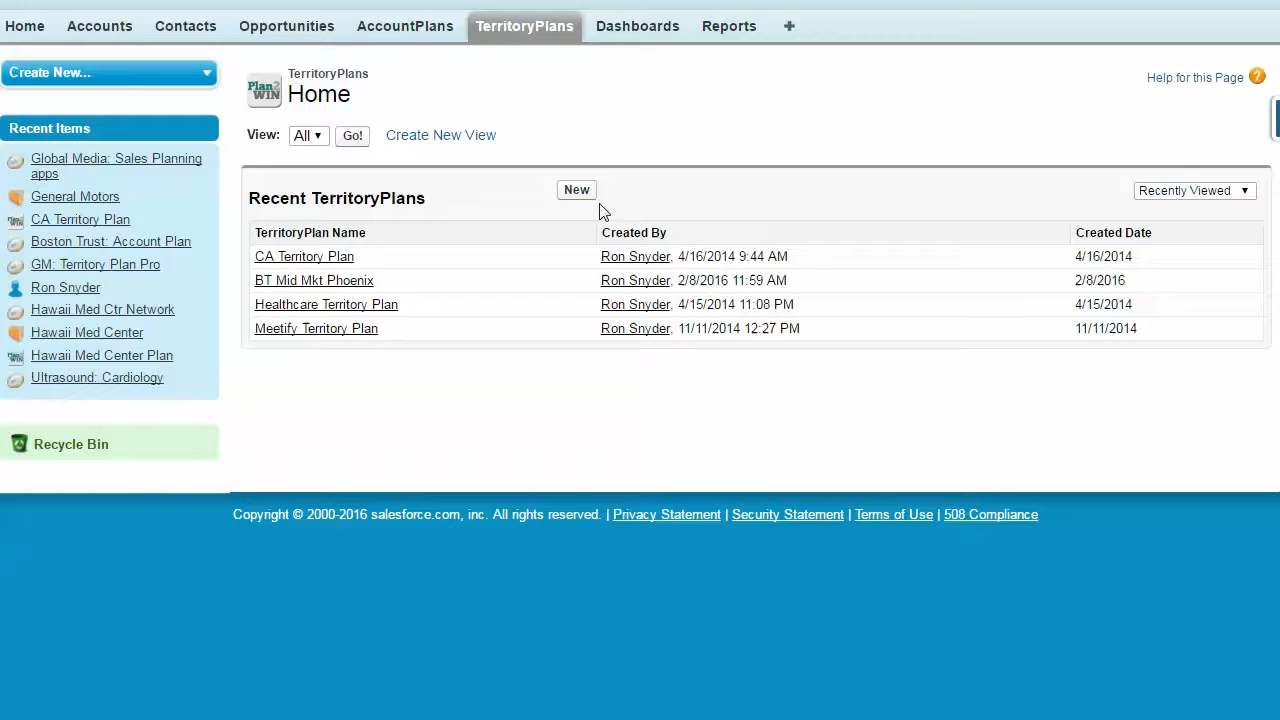 Home Accounts Contacts Opportunities AccountPlans TerritoryPlans Dashboards Reports +
Create New...
Recent Items
Global Media: Sales Planning
apps
General Motors
CA Territory Plan
Boston Trust: Account Plan
GM: Territory Plan Pro
Ron Snyder
Hawaii Med Ctr Network
Hawaii Med Center
Hawaii Med Center Plan
Ultrasound: Cardiology
Recycle Bin
Plan2
WIN
TerritoryPlans
Home
Help for this Page ?
View: All Go! Create New View
Recent TerritoryPlans New Recently Viewed
TerritoryPlan Name Created By Created Date
CA Territory Plan Ron Snyder, 4/16/2014 9:44 AM 4/16/2014
BT Mid Mkt Phoenix Ron Snyder, 2/8/2016 11:59 AM 2/8/2016
Healthcare Territory Plan Ron Snyder, 4/15/2014 11:08 PM 4/15/2014
Meetify Territory Plan Ron Snyder, 11/11/2014 12:27 PM 11/11/2014
Copyright © 2000-2016 salesforce.com, inc. All rights reserved. | Privacy Statement | Security Statement | Terms of Use | 508 Compliance